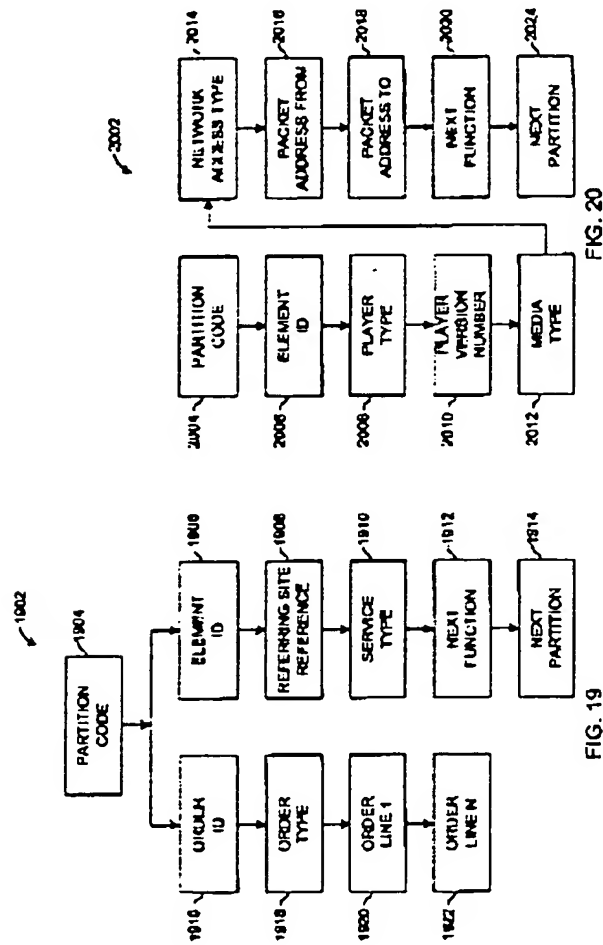 1902
1904
PARTITION
CODE
1916
ORDER
ID
1918
ORDER
TYPE
1920
ORDER
LINE 1
1922
ORDER
LINE N
1906
ELEMENT
ID
1908
REFERRING SITE
REFERENCE
1910
SERVICE
TYPE
1912
NEXT
FUNCTION
1914
NEXT
PARTITION
FIG. 19
2002
2004
PARTITION
CODE
2006
ELEMENT
ID
2008
PLAYER
TYPE
2010
PLAYER
VERSION
NUMBER
2012
MEDIA
TYPE
2014
NETWORK
ACCESS TYPE
2016
PACKET
ADDRESS FROM
2018
PACKET
ADDRESS TO
2020
NEXT
FUNCTION
2024
NEXT
PARTITION
FIG. 20